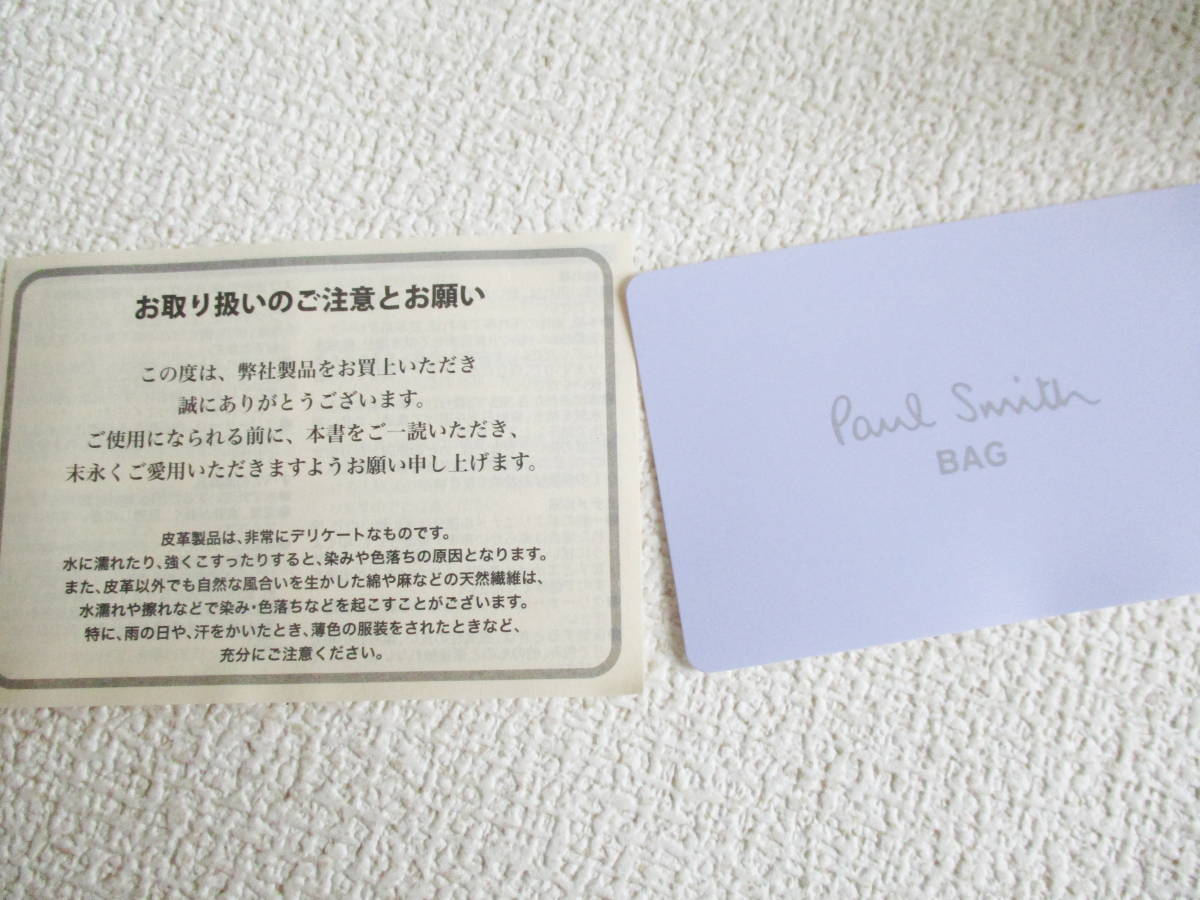 お取り扱いのご注意とお願い
この度は、弊社製品をお買上いただき
誠にありがとうございます。
ご使用になられる前に、本書をご一読いただき、
末永くご愛用いただきますようお願い申し上げます。
皮革製品は、非常にデリケートなものです。
水に濡れたり、強くこすったりすると、染みや色落ちの原因となります。
また、皮革以外でも自然な風合いを生かした綿や麻などの天然繊維は、
水濡れや擦れなどで染み・色落ちなどを起こすことがございます。
特に、雨の日や、汗をかいたとき、薄色の服装をされたときなど、
充分にご注意ください。
Paul Smith
BAG